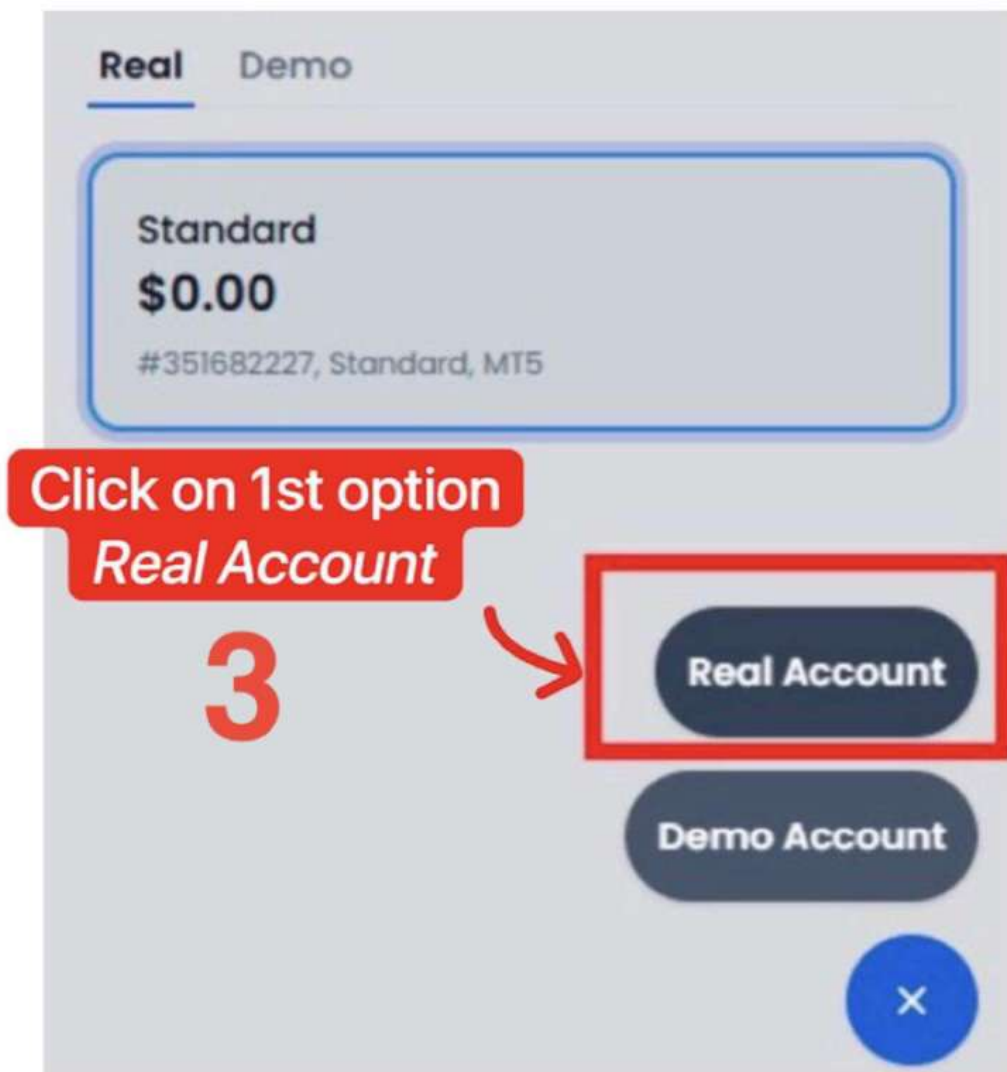 Real Demo
Standard
$0.00
#351682227, Standard, MT5
Click on 1st option
Real Account
3
Real Account
Demo Account